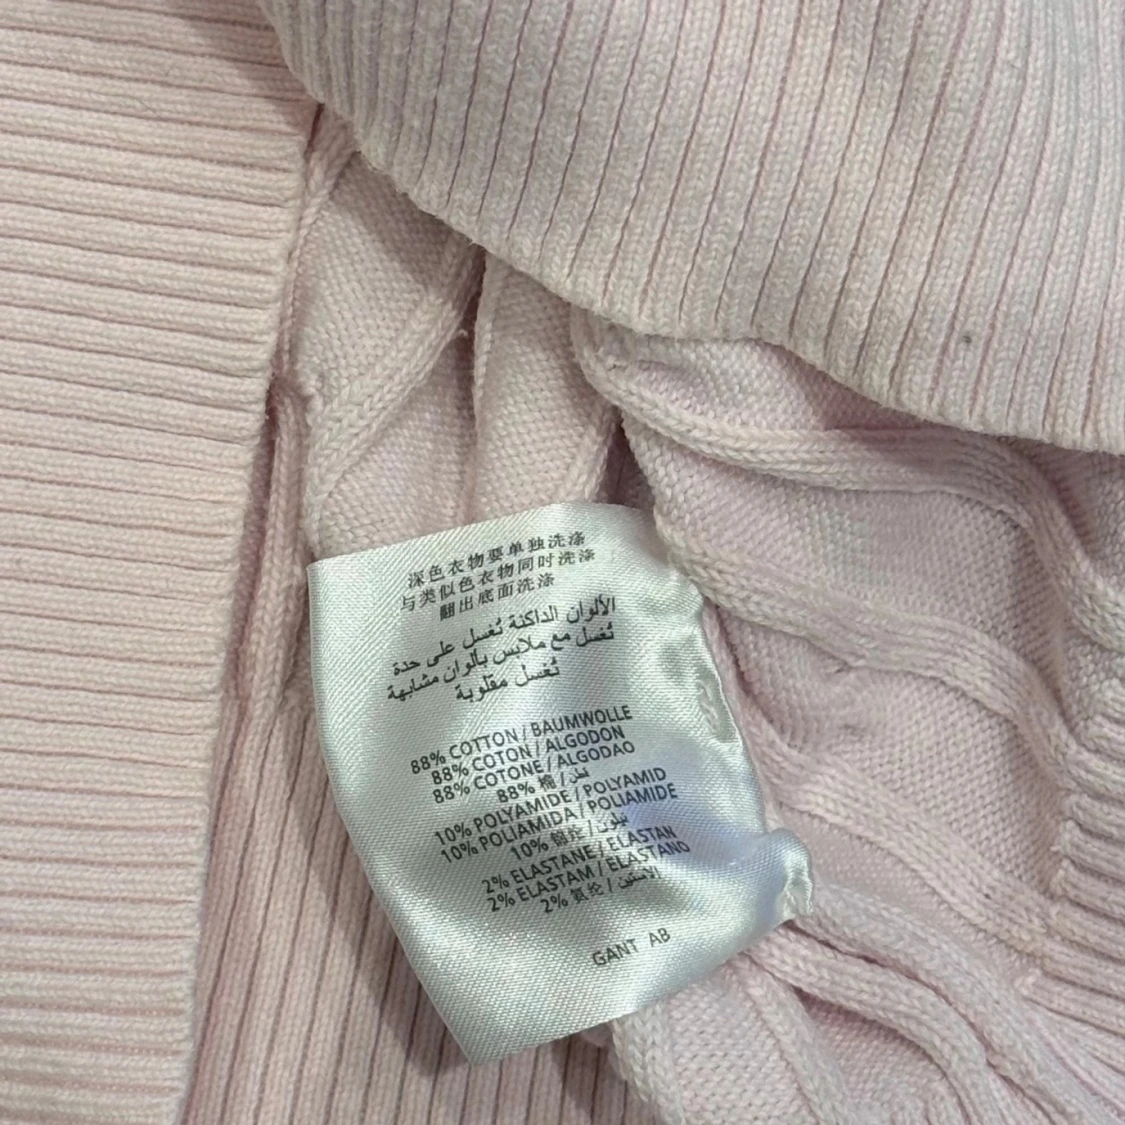 深色衣物要单独洗涤
与类似色衣物同时洗涤
翻出底面洗涤
الألوان الداكنة تُغسل على حدة
تُغسل مع ملابس بألوان مشابهة
تُغسل مقلوبة
88% COTTON / BAUMWOLLE
88% COTON / ALGODON
88% COTONE / ALGODAO
88% 棉 / قطن
10% POLYAMIDE / POLYAMID
10% POLIAMIDA / POLIAMIDE
10% 锦纶 / نيلون
2% ELASTANE / ELASTAN
2% ELASTAM / ELASTANO
2% 氨纶 /
GANT AB